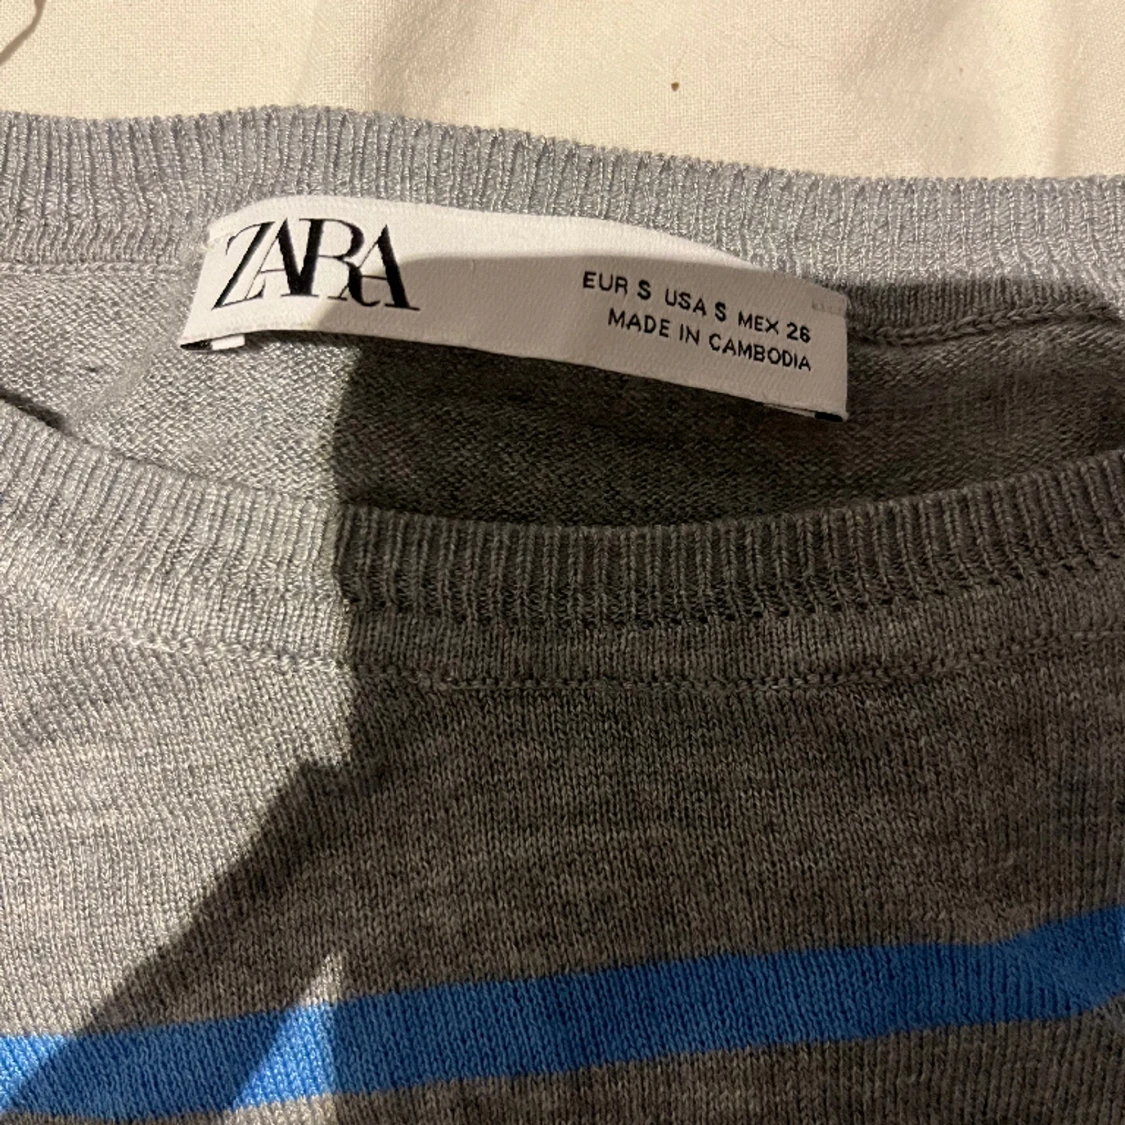 ZARA
EUR S USA S MEX 26
MADE IN CAMBODIA